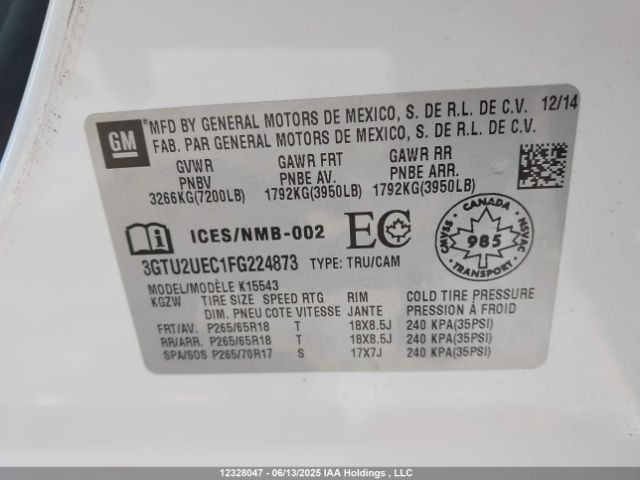 GM
*MFD BY GENERAL MOTORS DE MEXICO, S. DE R.L. DE C.V. 12/14
FAB. PAR GENERAL MOTORS DE MEXICO, S. DE R.L. DE C.V.
GVWR GAWR FRT GAWR RR
PNBV PNBE AV. PNBE ARR.
3266KG(7200LB) 1792KG(3950LB) 1792KG(3950LB)
ICES/NMB-002 EC CANADA CMVSS 985 NSVAC
3GTU2UEC1FG224873 TYPE: TRU/CAM
MODEL/MODÈLE K15543
KGZW TIRE SIZE SPEED RTG RIM COLD TIRE PRESSURE
DIM. PNEU COTE VITESSE JANTE PRESSION À FROID
FRT/AV. P265/65R18 T 18X8.5J 240 KPA(35PSI)
RR/ARR. P265/65R18 T 18X8.5J 240 KPA(35PSI)
SPA/SOS P265/70R17 S 17X7J 240 KPA(35PSI)
12328047 - 06/13/2025 IAA Holdings , LLC